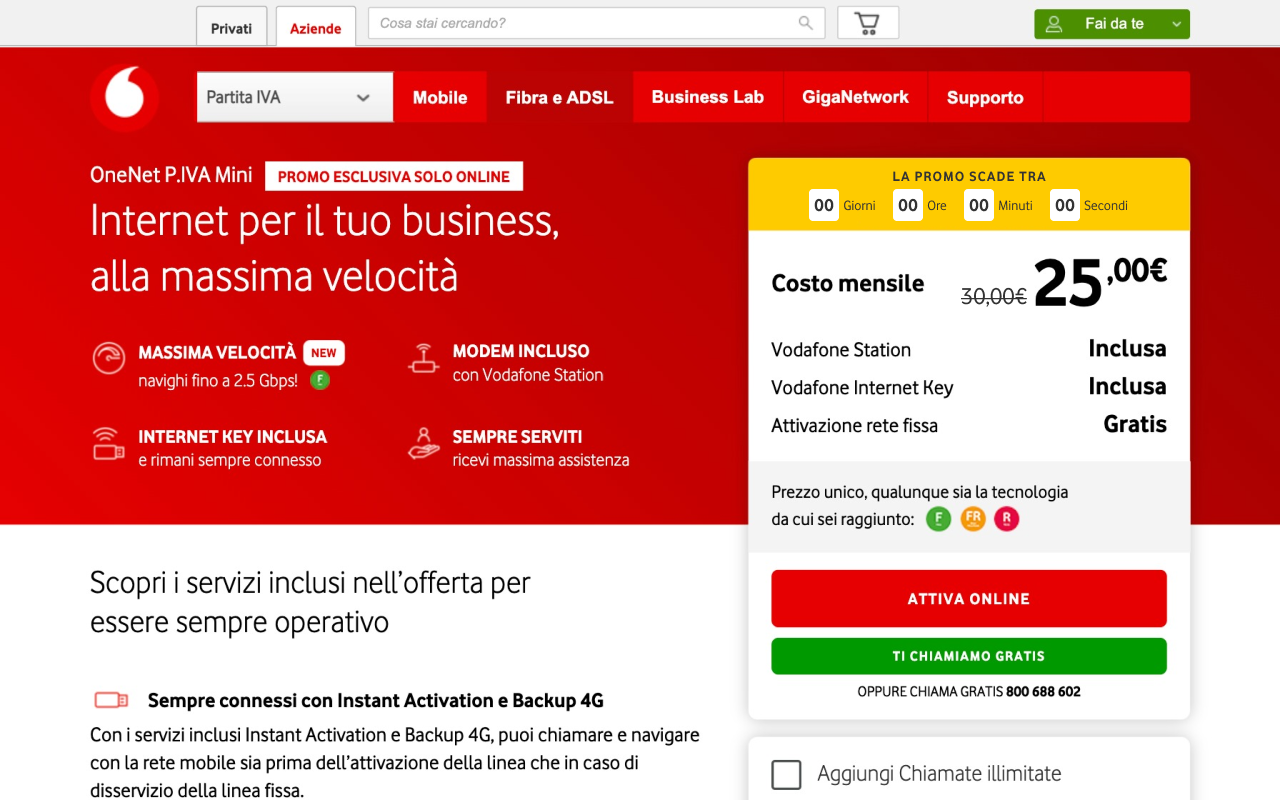 Privati
Aziende
Cosa stai cercando?
Fai da te
Partita IVA
Mobile
Fibra e ADSL
Business Lab
GigaNetwork
Supporto
OneNet P.IVA Mini
PROMO ESCLUSIVA SOLO ONLINE
Internet per il tuo business,
alla massima velocità
MASSIMA VELOCITÀ NEW
navighi fino a 2.5 Gbps! F
MODEM INCLUSO
con Vodafone Station
INTERNET KEY INCLUSA
e rimani sempre connesso
SEMPRE SERVITI
ricevi massima assistenza
LA PROMO SCADE TRA
00 Giorni 00 Ore 00 Minuti 00 Secondi
Costo mensile 30,00€ 25,00€
Vodafone Station Inclusa
Vodafone Internet Key Inclusa
Attivazione rete fissa Gratis
Prezzo unico, qualunque sia la tecnologia
da cui sei raggiunto: F FR R
ATTIVA ONLINE
TI CHIAMIAMO GRATIS
OPPURE CHIAMA GRATIS 800 688 602
Aggiungi Chiamate illimitate
Scopri i servizi inclusi nell'offerta per
essere sempre operativo
Sempre connessi con Instant Activation e Backup 4G
Con i servizi inclusi Instant Activation e Backup 4G, puoi chiamare e navigare
con la rete mobile sia prima dell'attivazione della linea che in caso di
disservizio della linea fissa.